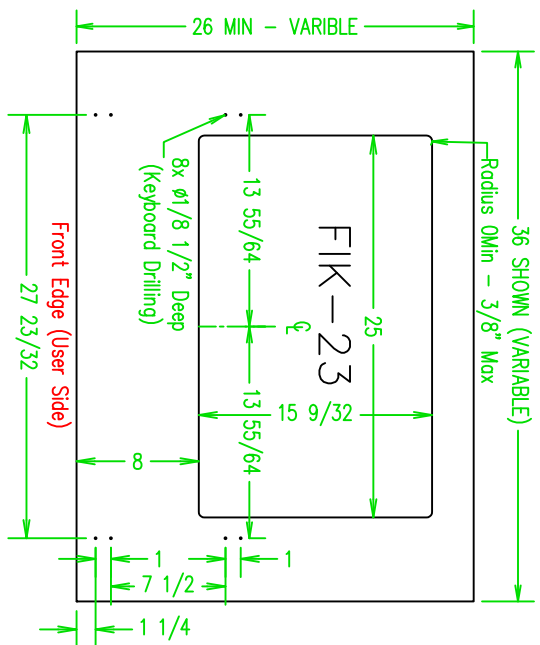 26 MIN - VARIBLE
36 SHOWN (VARIABLE)
Radius 0Min - 3/8" Max
FIK-23
25
15 9/32
13 55/64
CL
13 55/64
8x ø1/8 1/2" Deep
(Keyboard Drilling)
8
27 23/32
Front Edge (User Side)
1
1
7 1/2
1 1/4